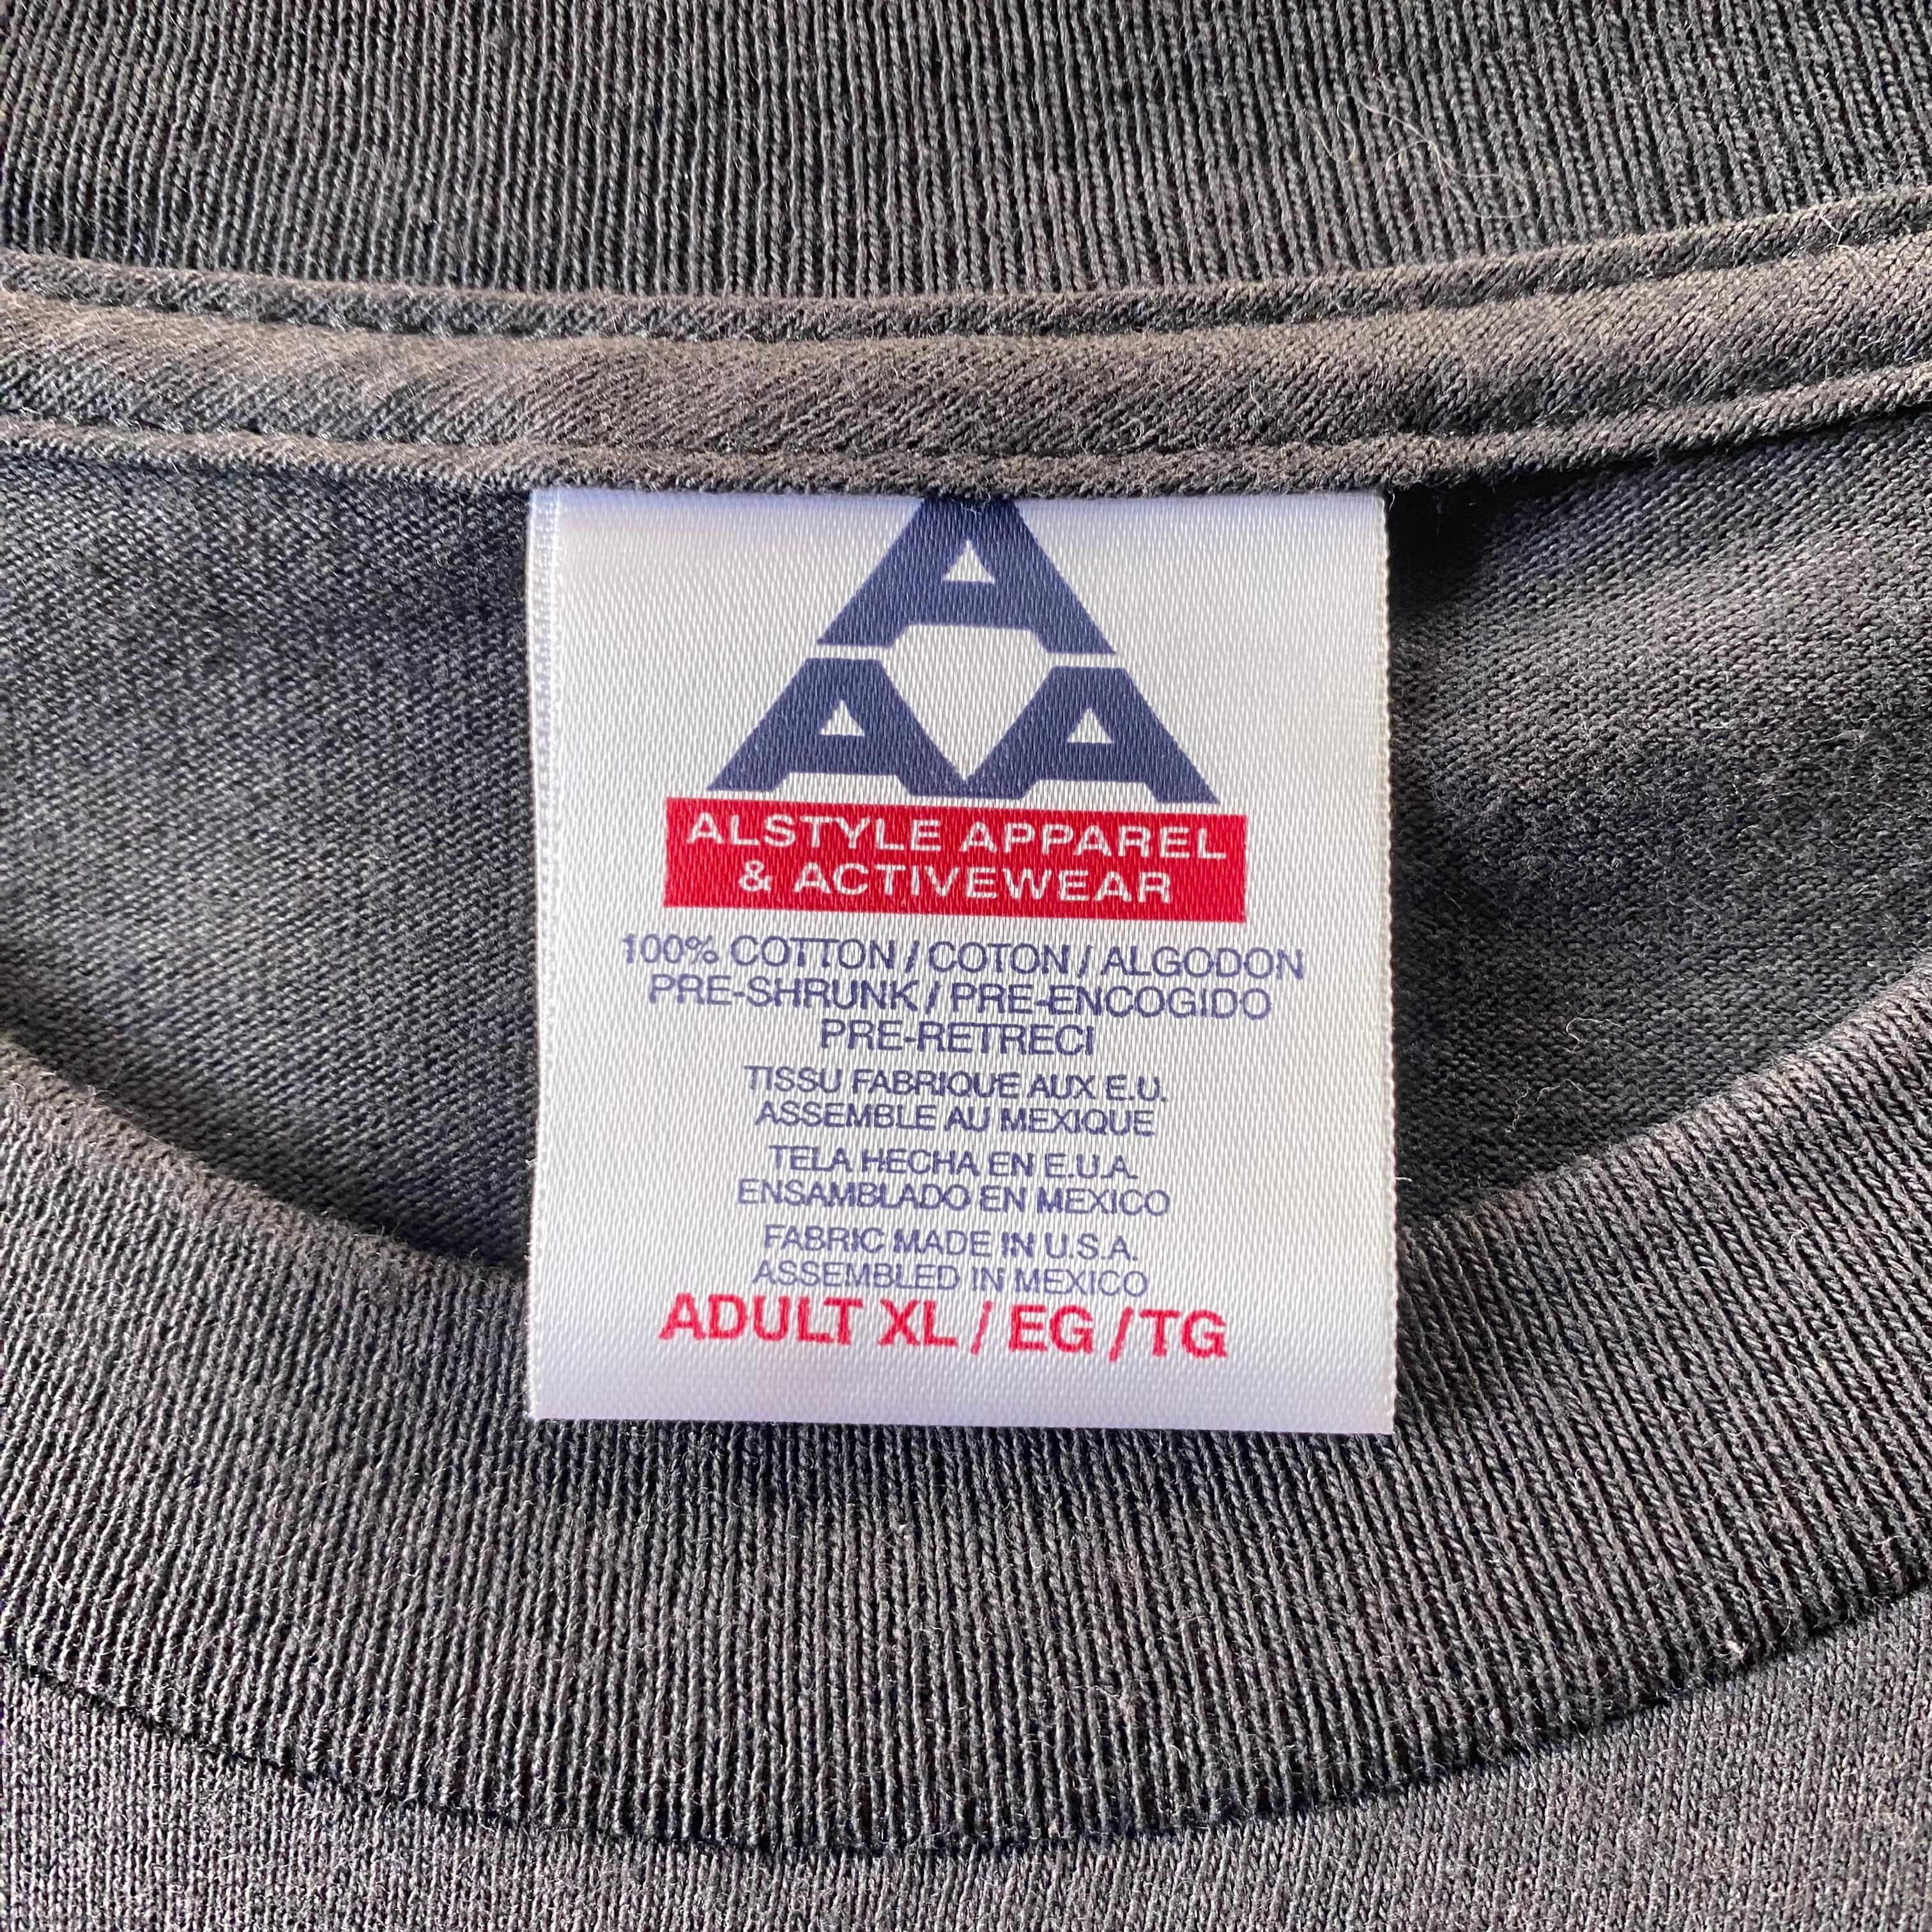 A
AA
ALSTYLE APPAREL
& ACTIVEWEAR
100% COTTON / COTON / ALGODON
PRE-SHRUNK / PRE-ENCOGIDO
PRE-RETRECI
TISSU FABRIQUE AUX E.U.
ASSEMBLE AU MEXIQUE
TELA HECHA EN E.U.A.
ENSAMBLADO EN MEXICO
FABRIC MADE IN U.S.A.
ASSEMBLED IN MEXICO
ADULT XL / EG / TG